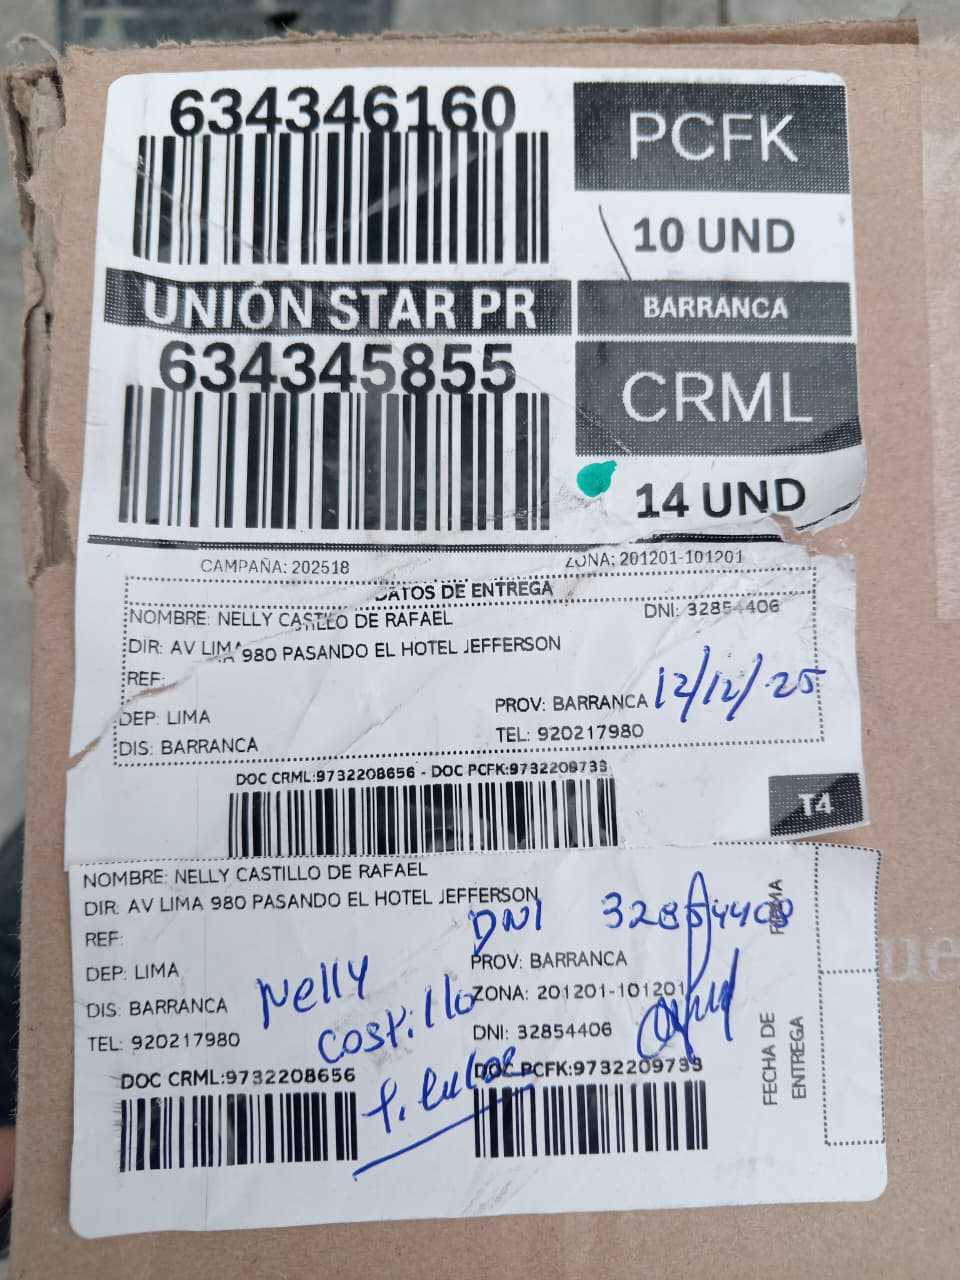 634346160
PCFK
10 UND
UNIÓN STAR PR
BARRANCA
634345855
CRML
14 UND
CAMPAÑA: 202518
ZONA: 201201-101201
DATOS DE ENTREGA
NOMBRE: NELLY CASTILLO DE RAFAEL
DNI: 32854406
DIR: AV LIMA 980 PASANDO EL HOTEL JEFFERSON
REF:
12/12/25
PROV: BARRANCA
DEP: LIMA
TEL: 920217980
DIS: BARRANCA
DOC CRML:9732208656 - DOC PCFK:9732209733
T4
NOMBRE: NELLY CASTILLO DE RAFAEL
DIR: AV LIMA 980 PASANDO EL HOTEL JEFFERSON
DNI
REF:
PROV: BARRANCA
DEP: LIMA
ZONA: 201201-101201
DIS: BARRANCA
Nelly
Costillo
DNI: 32854406
TEL: 920217980
DOC CRML:9732208656
DOC PCFK:9732209733
FIRMA
FECHA DE
ENTREGA